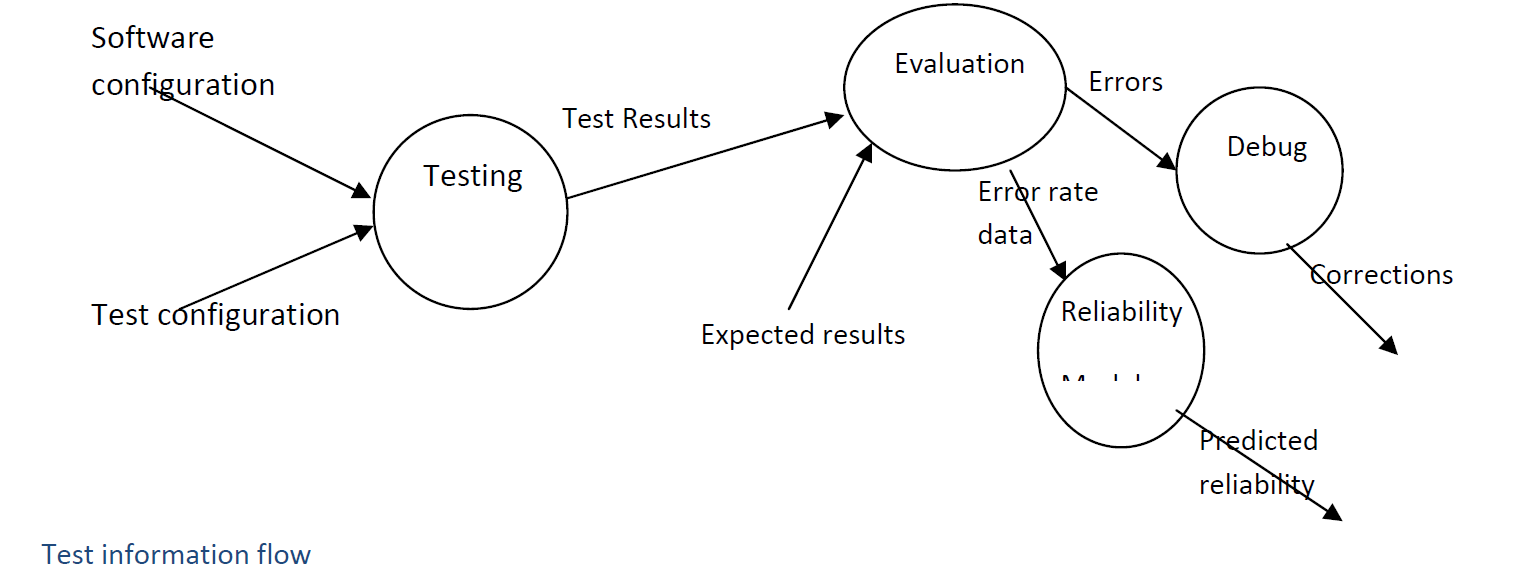 Software
configuration
Testing
Test configuration
Test Results
Evaluation
Expected results
Errors
Debug
Error rate
data
Corrections
Reliability
Predicted
reliability
Test information flow